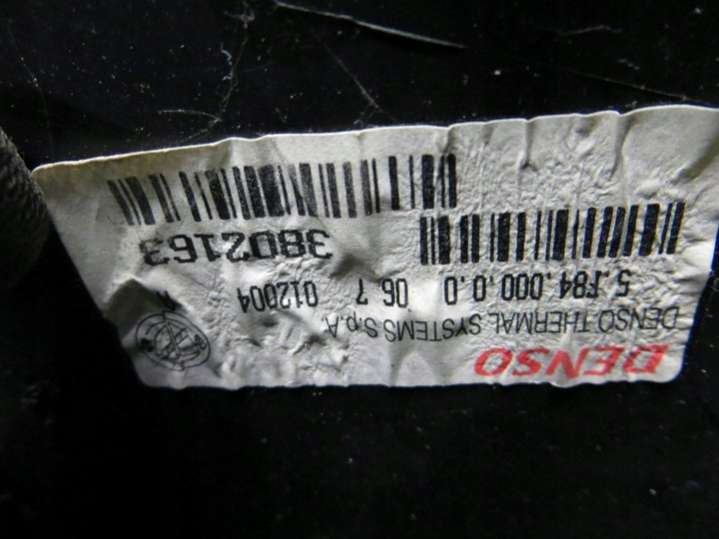 DENSO
DENSO THERMAL SYSTEMS S.p.A.
5.F84.000.0.0 06 7 012004
3802163